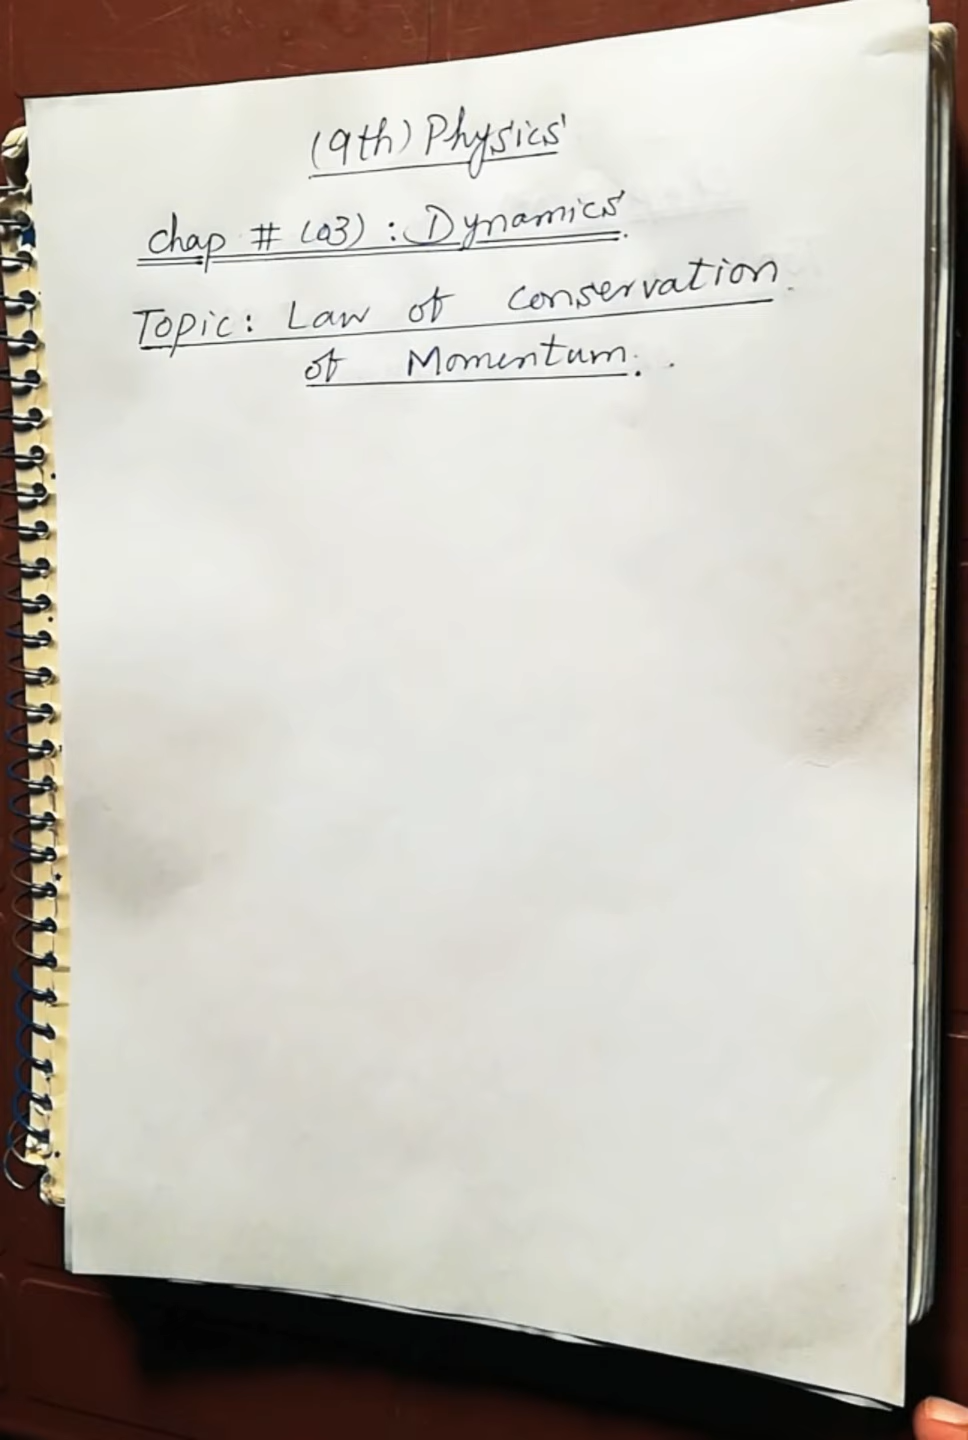 (9th) Physics
Chap # (03) : Dynamics.
Topic: Law of Conservation.
of Momentum.